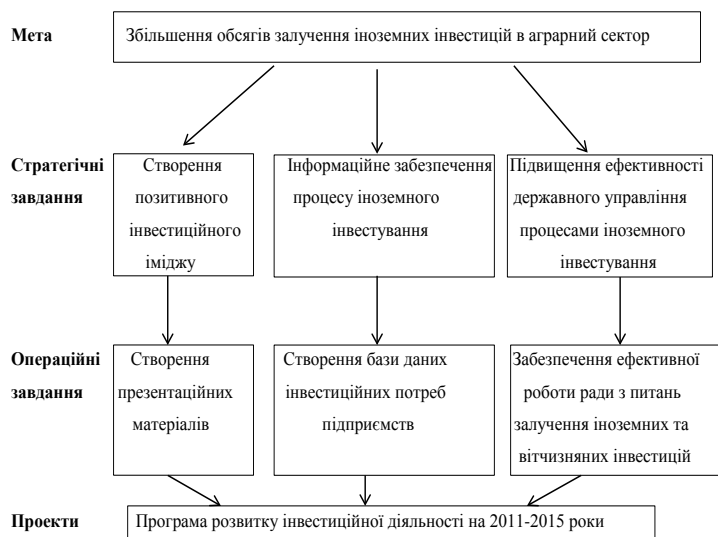 Мета
Збільшення обсягів залучення іноземних інвестицій в аграрний сектор
Стратегічні
завдання
Створення
позитивного
інвестиційного
іміджу
Інформаційне забезпечення
процесу іноземного
інвестування
Підвищення ефективності
державного управління
процесами іноземного
інвестування
Операційні
завдання
Створення
презентаційних
матеріалів
Створення бази даних
інвестиційних потреб
підприємств
Забезпечення ефективної
роботи ради з питань
залучення іноземних та
вітчизняних інвестицій
Проекти
Програма розвитку інвестиційної діяльності на 2011-2015 роки